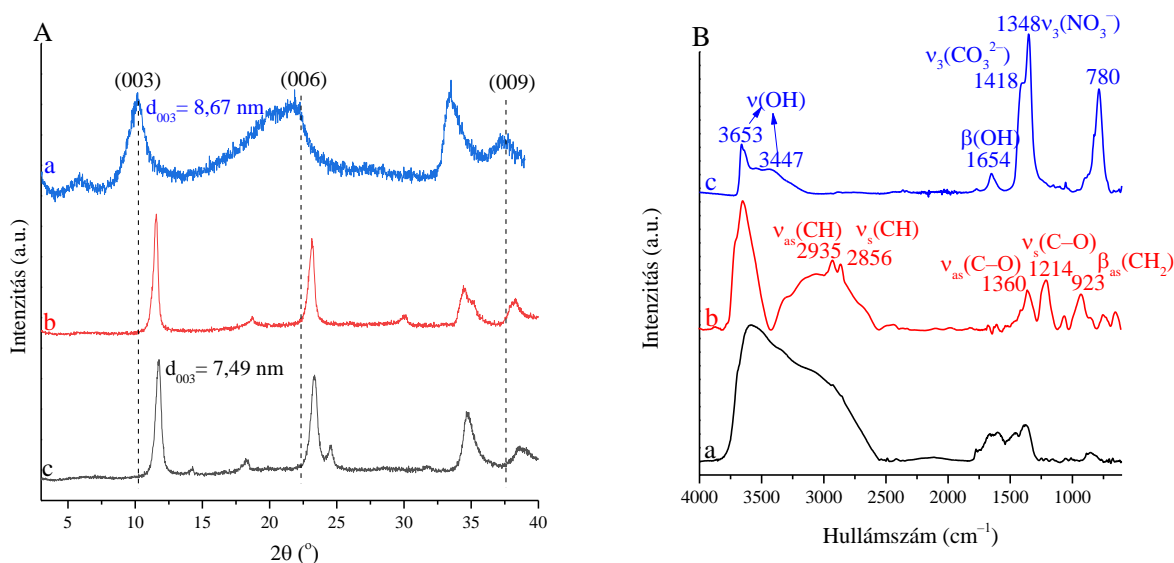 A
(003)
(006)
(009)
d003= 8,67 nm
a
b
d003= 7,49 nm
c
Intenzitás (a.u.)
5 10 15 20 25 30 35 40
2θ (°)
B
1348 ν3(NO3⁻)
ν3(CO3²⁻)
1418
780
ν(OH)
3653
3447
β(OH)
1654
c
νas(CH)
2935
νs(CH)
2856
νs(C–O)
1214
νas(C–O)
1360
βas(CH2)
923
b
a
Intenzitás (a.u.)
4000 3500 3000 2500 2000 1500 1000
Hullámszám (cm⁻¹)